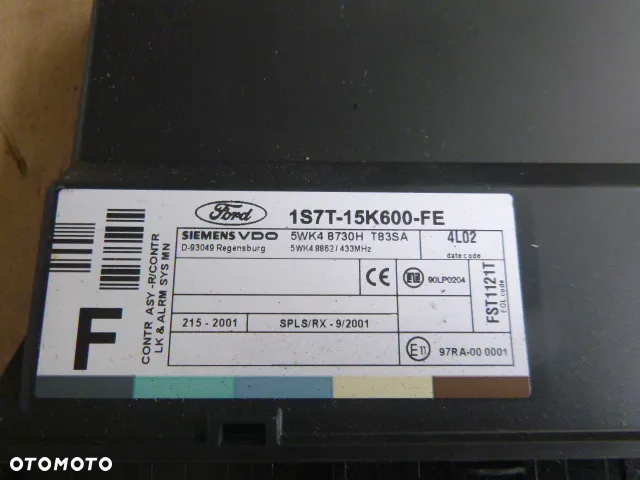 Ford 1S7T-15K600-FE
SIEMENS VDO 5WK4 8730H T83SA 4L02
D-93049 Regensburg 5WK4 8862 / 433MHz date code
CE 90LP0204
FST1121T
EGL code
215 - 2001 SPLS/RX - 9/2001
E11 97RA-00 0001
F
CONTR ASY -R/CONTR
LK & ALRM SYS MN
OTOMOTO